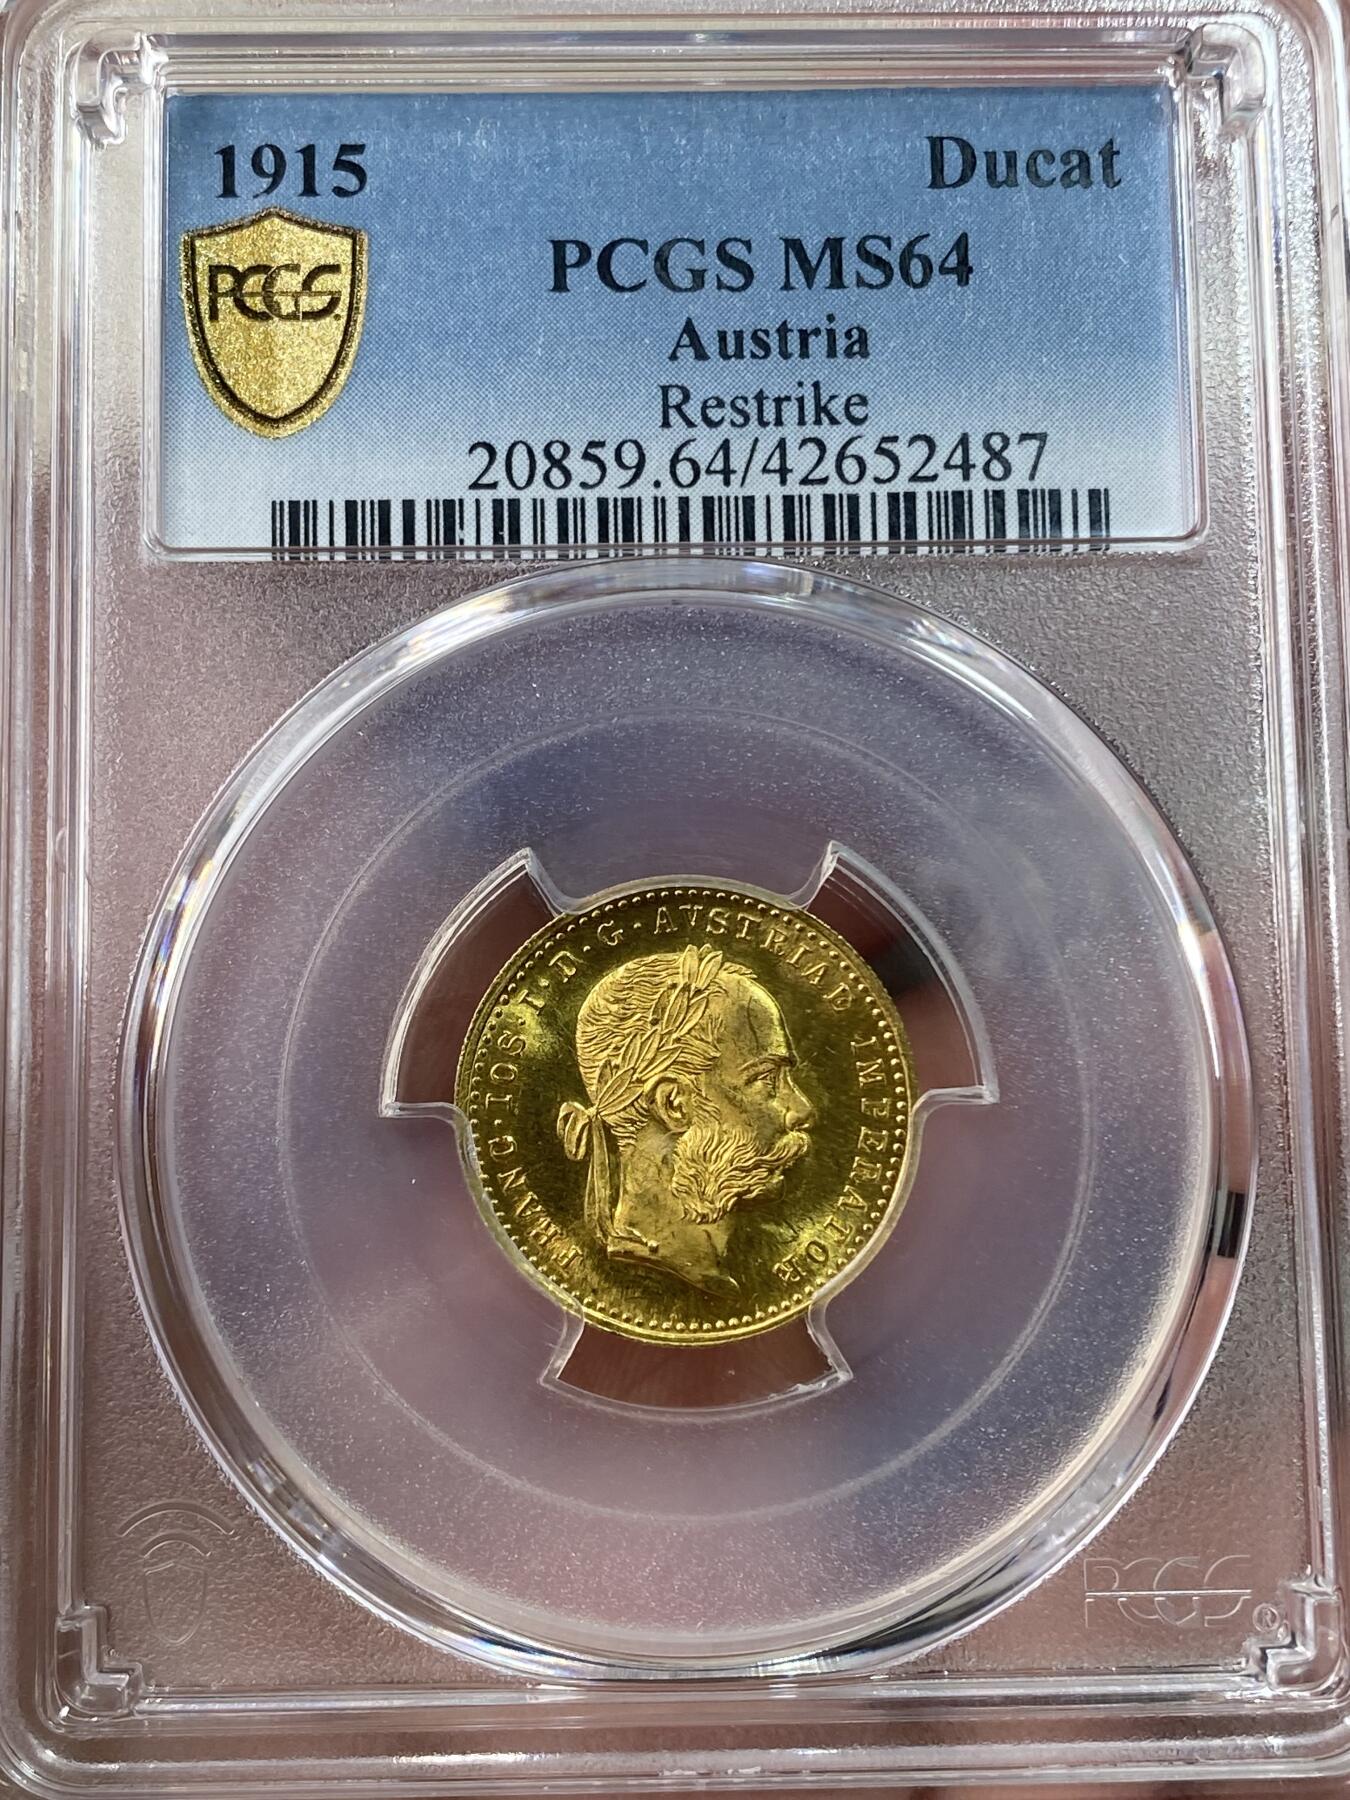 1915 Ducat
PCGS MS64
PCGS
Austria
Restrike
20859.64/42652487
FRANC·IOS·I·D·G·AVSTRIAE IMPERATOR
PCGS®